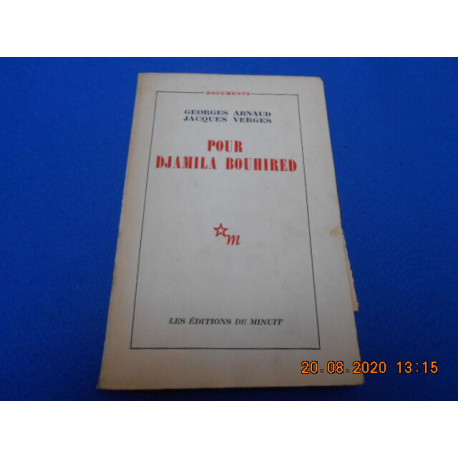 DOCUMENTS
GEORGES ARNAUD
JACQUES VERGES
POUR
DJAMILA BOUHIRED
m
LES ÉDITIONS DE MINUIT
20.08.2020 13:15